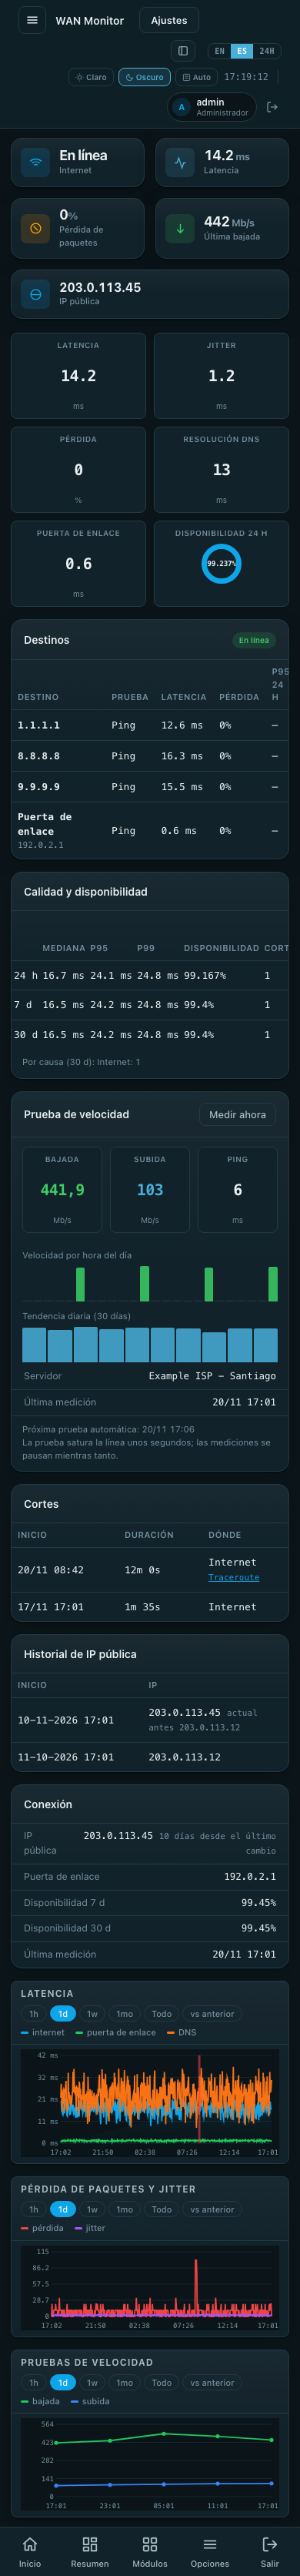 WAN Monitor
Ajustes
EN ES 24H
Claro Oscuro Auto 17:19:12
A admin
Administrador
En línea
Internet
14.2 ms
Latencia
0%
Pérdida de
paquetes
442 Mb/s
Última bajada
203.0.113.45
IP pública
LATENCIA
14.2
ms
JITTER
1.2
ms
PÉRDIDA
0
%
RESOLUCIÓN DNS
13
ms
PUERTA DE ENLACE
0.6
ms
DISPONIBILIDAD 24 H
99.237%
Destinos
En línea
DESTINO PRUEBA LATENCIA PÉRDIDA P95 24 H
1.1.1.1 Ping 12.6 ms 0% —
8.8.8.8 Ping 16.3 ms 0% —
9.9.9.9 Ping 15.5 ms 0% —
Puerta de enlace 192.0.2.1 Ping 0.6 ms 0% —
Calidad y disponibilidad
MEDIANA P95 P99 DISPONIBILIDAD CORT
24 h 16.7 ms 24.1 ms 24.8 ms 99.167% 1
7 d 16.5 ms 24.2 ms 24.8 ms 99.4% 1
30 d 16.5 ms 24.2 ms 24.8 ms 99.4% 1
Por causa (30 d): Internet: 1
Prueba de velocidad
Medir ahora
BAJADA
441,9
Mb/s
SUBIDA
103
Mb/s
PING
6
ms
Velocidad por hora del día
Tendencia diaria (30 días)
Servidor Example ISP — Santiago
Última medición 20/11 17:01
Próxima prueba automática: 20/11 17:06
La prueba satura la línea unos segundos; las mediciones se
pausan mientras tanto.
Cortes
INICIO DURACIÓN DÓNDE
20/11 08:42 12m 0s Internet
Traceroute
17/11 17:01 1m 35s Internet
Historial de IP pública
INICIO IP
10-11-2026 17:01 203.0.113.45 actual
antes 203.0.113.12
11-10-2026 17:01 203.0.113.12
Conexión
IP pública 203.0.113.45 10 días desde el último cambio
Puerta de enlace 192.0.2.1
Disponibilidad 7 d 99.45%
Disponibilidad 30 d 99.45%
Última medición 20/11 17:01
LATENCIA
1h 1d 1w 1mo Todo vs anterior
internet puerta de enlace DNS
42 ms
32 ms
21 ms
11 ms
0 ms
17:02 21:50 02:38 07:26 12:14 17:01
PÉRDIDA DE PAQUETES Y JITTER
1h 1d 1w 1mo Todo vs anterior
pérdida jitter
115
86.2
57.5
28.7
0
17:02 21:50 02:38 07:26 12:14 17:01
PRUEBAS DE VELOCIDAD
1h 1d 1w 1mo Todo vs anterior
bajada subida
564
423
282
141
0
17:01 23:01 05:01 11:01 17:01
Inicio Resumen Módulos Opciones Salir